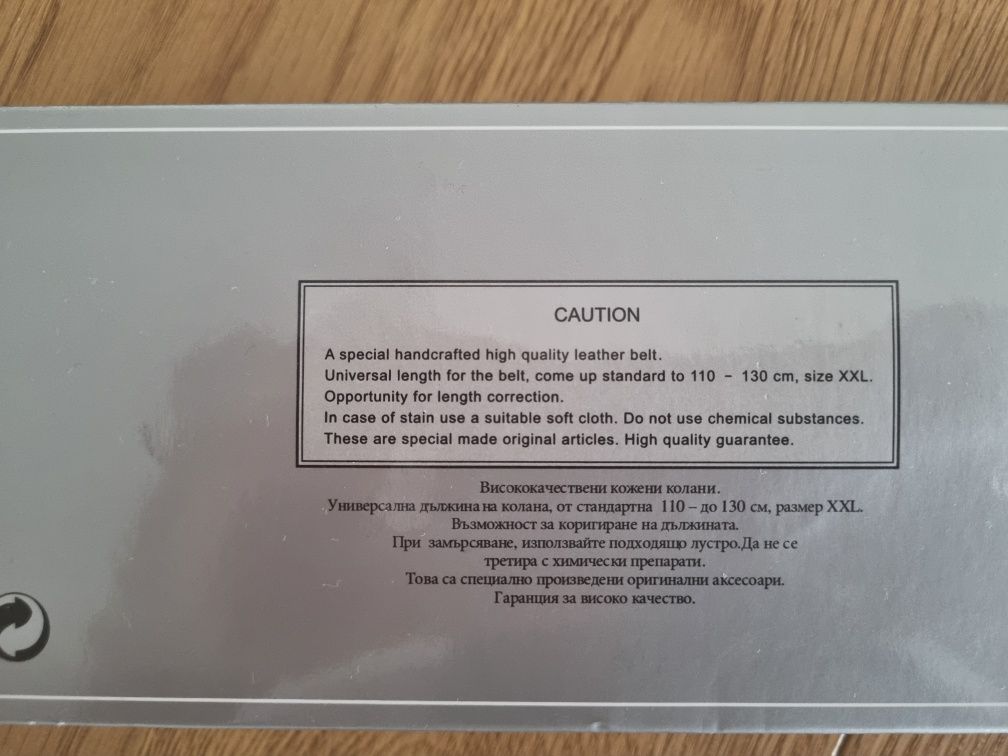 CAUTION
A special handcrafted high quality leather belt.
Universal length for the belt, come up standard to 110 – 130 cm, size XXL.
Opportunity for length correction.
In case of stain use a suitable soft cloth. Do not use chemical substances.
These are special made original articles. High quality guarantee.
Висококачествени кожени колани.
Универсална дължина на колана, от стандартна 110 – до 130 см, размер XXL.
Възможност за коригиране на дължината.
При замърсяване, използвайте подходящо лустро.Да не се
третира с химически препарати.
Това са специално произведени оригинални аксесоари.
Гаранция за високо качество.